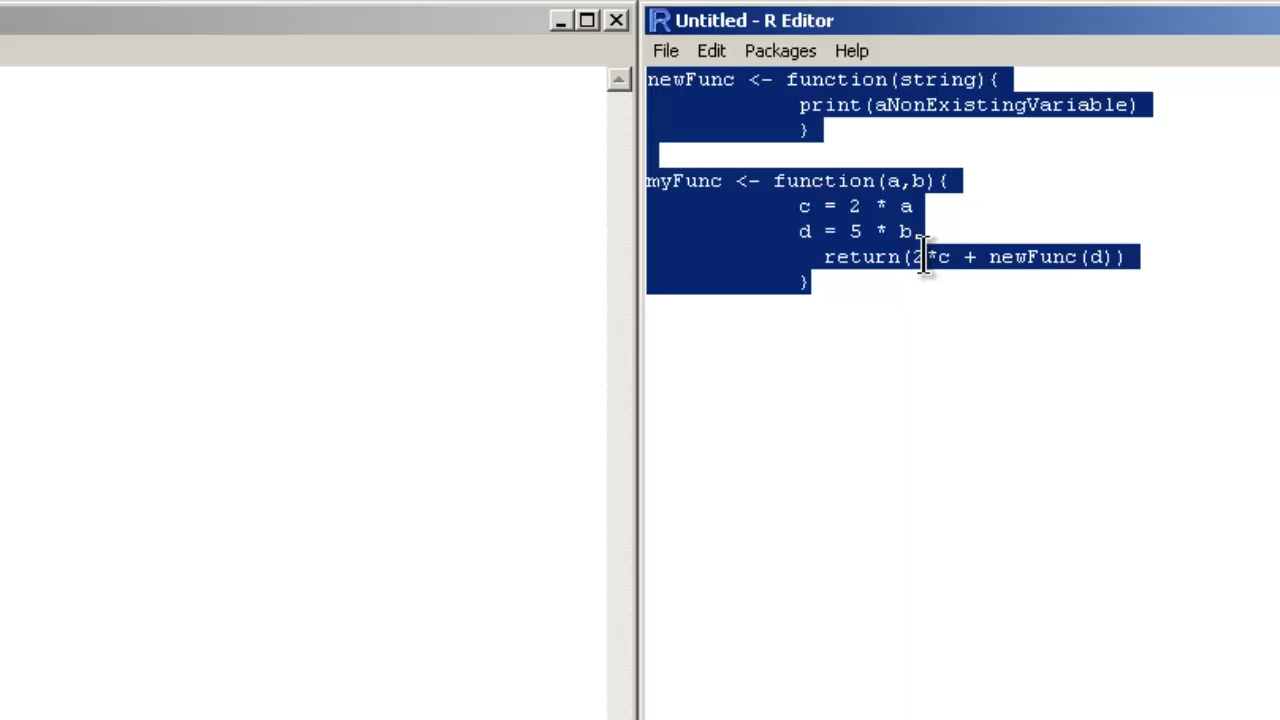 Untitled - R Editor
File Edit Packages Help
newFunc <- function(string){
print(aNonExistingVariable)
}
myFunc <- function(a,b){
c = 2 * a
d = 5 * b
return(2*c + newFunc(d))
}